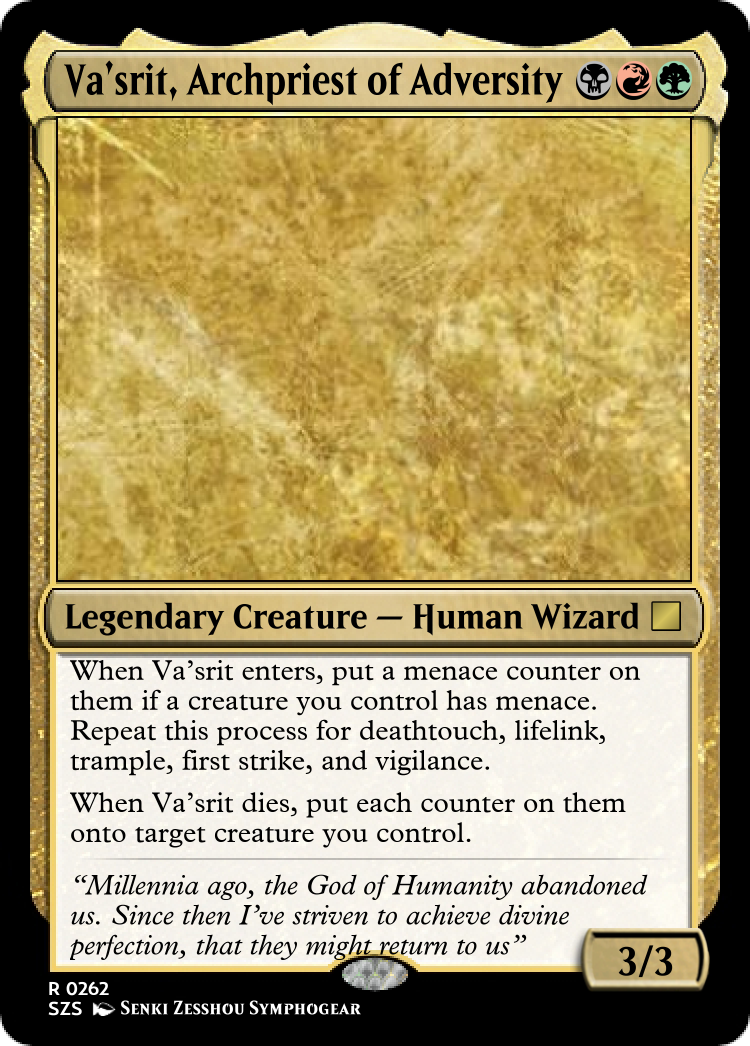 Va'srit, Archpriest of Adversity
Legendary Creature — Human Wizard
When Va'srit enters, put a menace counter on
them if a creature you control has menace.
Repeat this process for deathtouch, lifelink,
trample, first strike, and vigilance.
When Va'srit dies, put each counter on them
onto target creature you control.
“Millennia ago, the God of Humanity abandoned
us. Since then I've striven to achieve divine
perfection, that they might return to us”
3/3
R 0262
SZS Senki Zesshou Symphogear